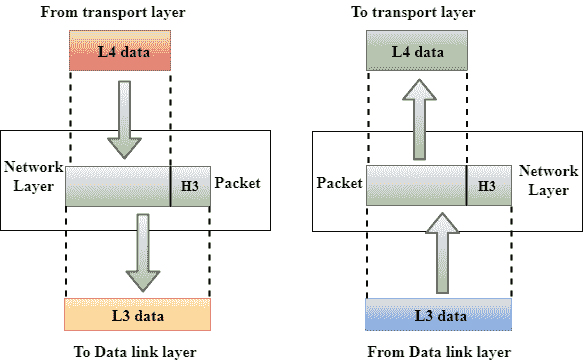 From transport layer
L4 data
Network
Layer
H3
Packet
L3 data
To Data link layer
To transport layer
L4 data
Packet
H3
Network
Layer
L3 data
From Data link layer